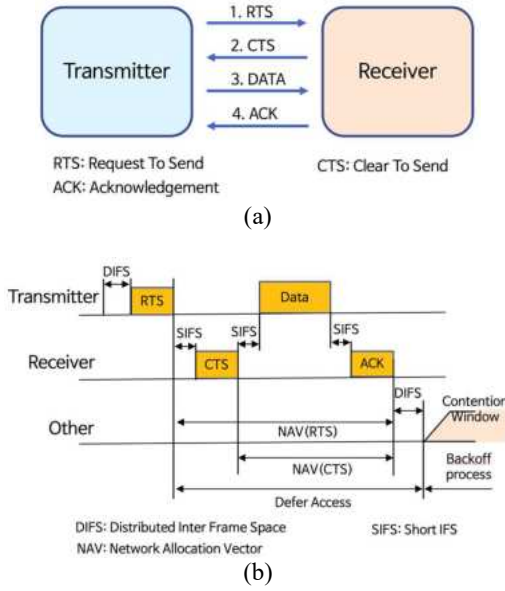 1. RTS
2. CTS
Transmitter
Receiver
3. DATA
4. ACK
RTS: Request To Send
CTS: Clear To Send
ACK: Acknowledgement
(a)
DIFS
Transmitter
RTS
Data
SIFS
SIFS
SIFS
Receiver
CTS
ACK
DIFS
Contention
Window
Other
NAV(RTS)
NAV(CTS)
Backoff
process
Defer Access
DIFS: Distributed Inter Frame Space
SIFS: Short IFS
NAV: Network Allocation Vector
(b)